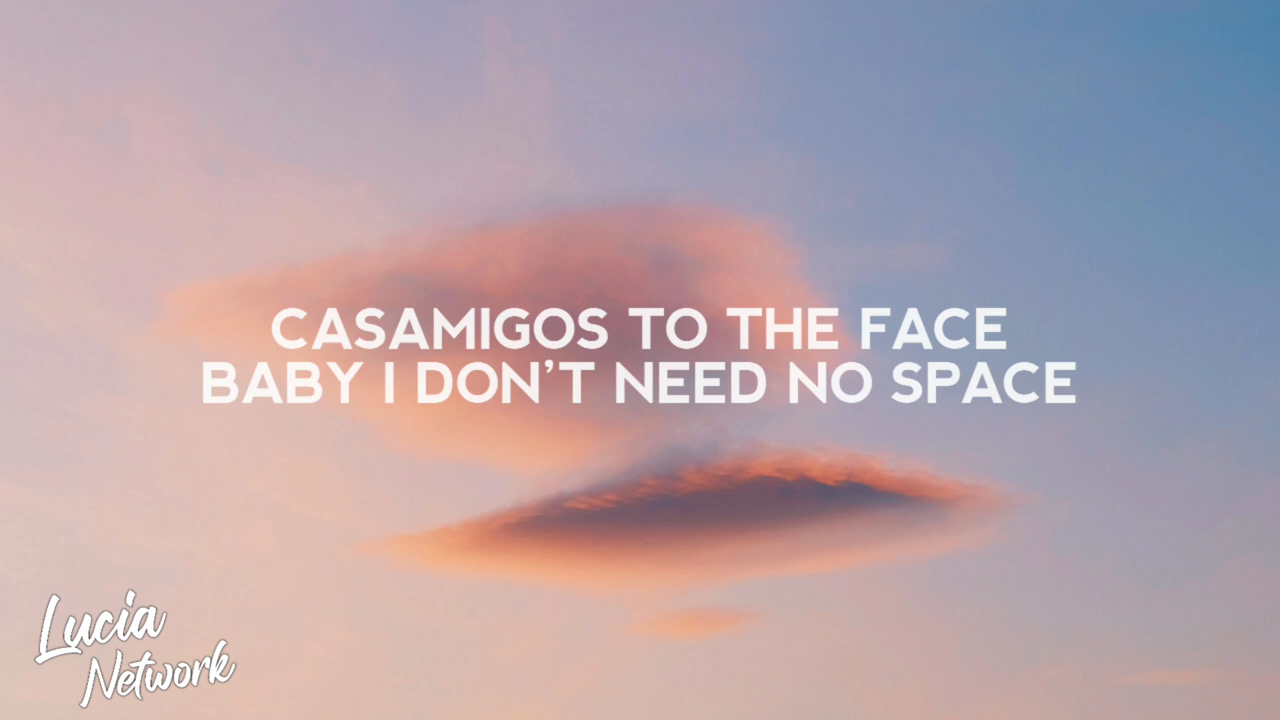 CASAMIGOS TO THE FACE
BABY I DON'T NEED NO SPACE
Lucia
Network